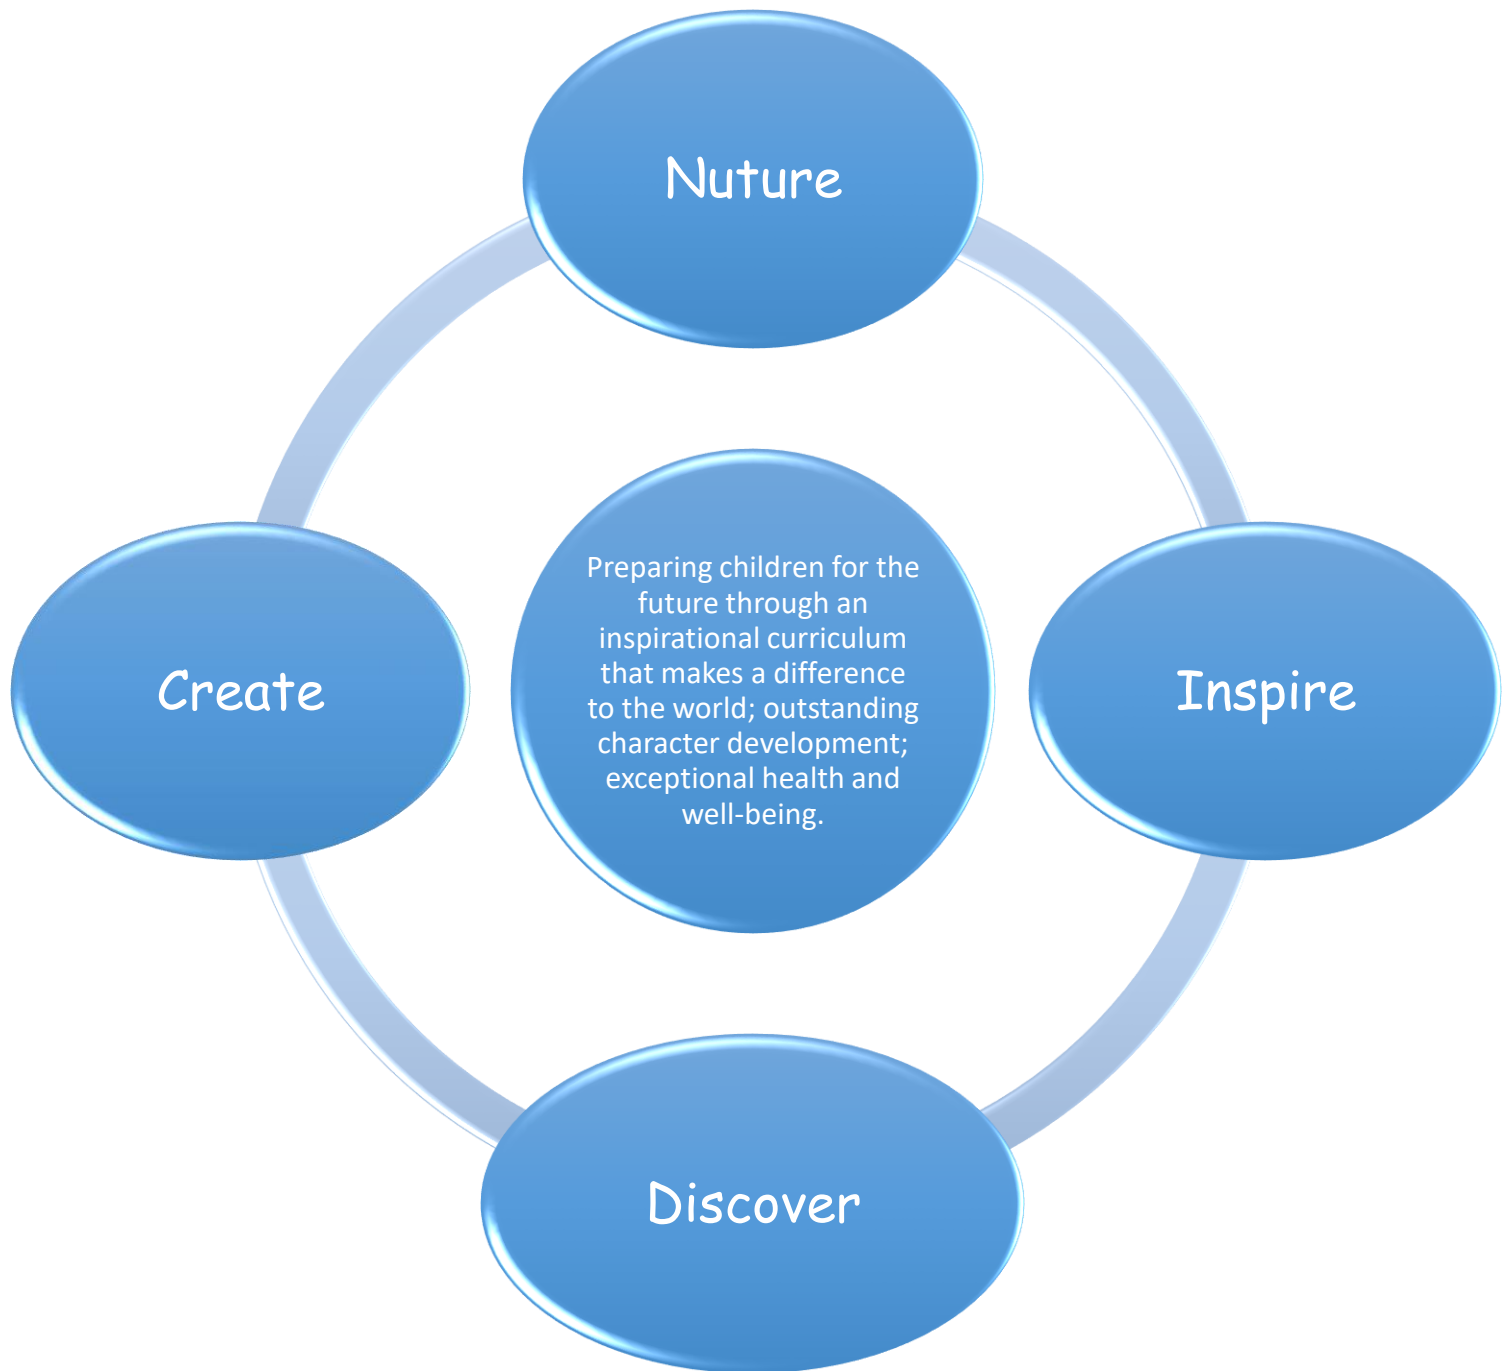 Nuture
Create
Preparing children for the
future through an
inspirational curriculum
that makes a difference
to the world; outstanding
character development;
exceptional health and
well-being.
Inspire
Discover